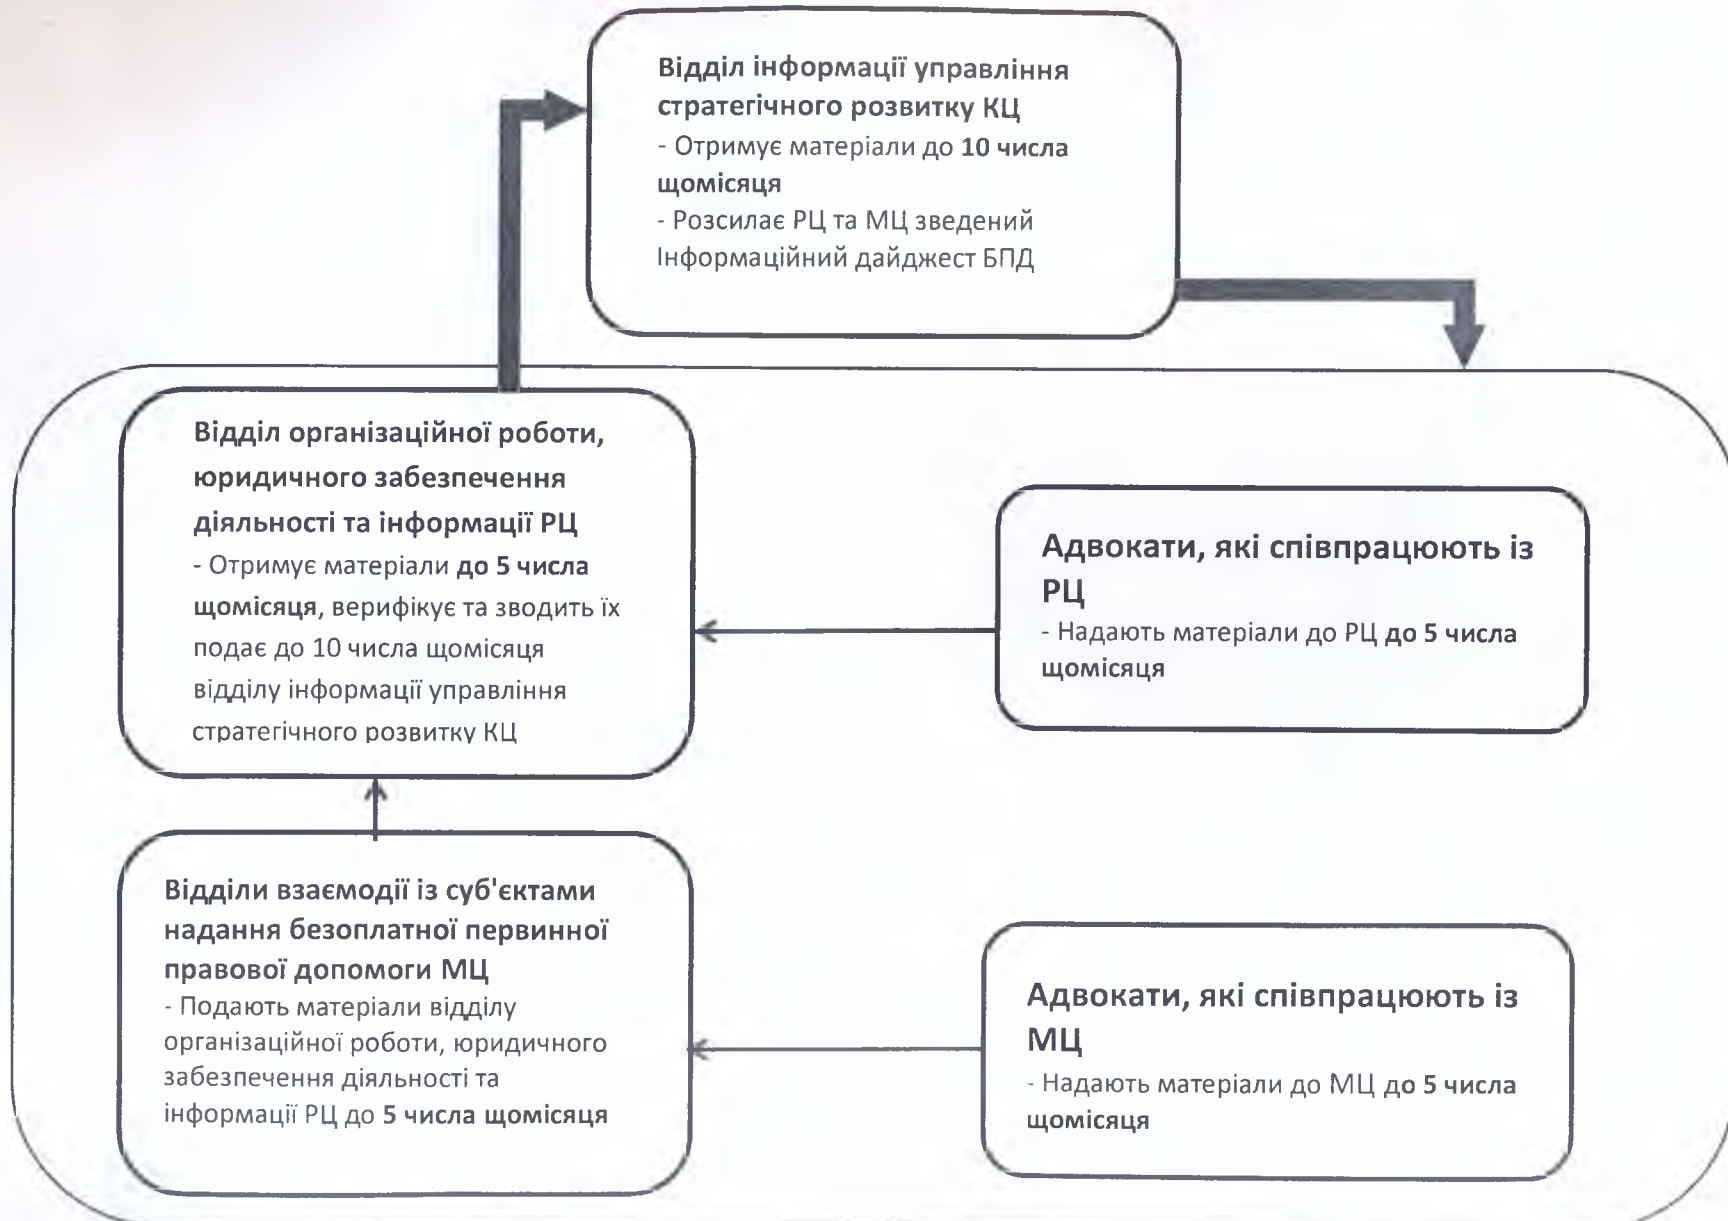 Відділ інформації управління
стратегічного розвитку КЦ
- Отримує матеріали до 10 числа
щомісяця
- Розсилає РЦ та МЦ зведений
Інформаційний дайджест БПД
Відділ організаційної роботи,
юридичного забезпечення
діяльності та інформації РЦ
- Отримує матеріали до 5 числа
щомісяця, верифікує та зводить їх
подає до 10 числа щомісяця
відділу інформації управління
стратегічного розвитку КЦ
Адвокати, які співпрацюють із
РЦ
- Надають матеріали до РЦ до 5 числа
щомісяця
Відділи взаємодії із суб'єктами
надання безоплатної первинної
правової допомоги МЦ
- Подають матеріали відділу
організаційної роботи, юридичного
забезпечення діяльності та
інформації РЦ до 5 числа щомісяця
Адвокати, які співпрацюють із
МЦ
- Надають матеріали до МЦ до 5 числа
щомісяця